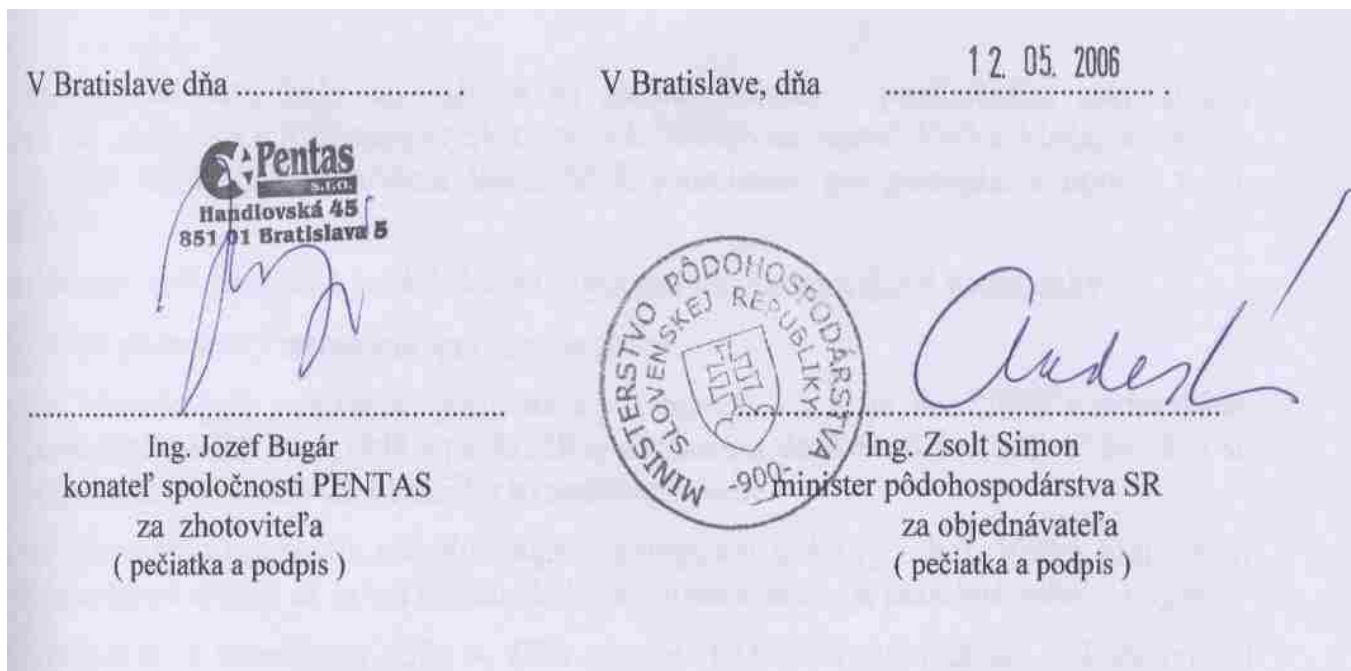 V Bratislave dňa ........................... .
Pentas
s.r.o.
Handlovská 45
851 01 Bratislava 5
Ing. Jozef Bugár
konateľ spoločnosti PENTAS
za zhotoviteľa
( pečiatka a podpis )
V Bratislave, dňa 12. 05. 2006
MINISTERSTVO PÔDOHOSPODÁRSTVA
SLOVENSKEJ REPUBLIKY
-900-
Ing. Zsolt Simon
minister pôdohospodárstva SR
za objednávateľa
( pečiatka a podpis )